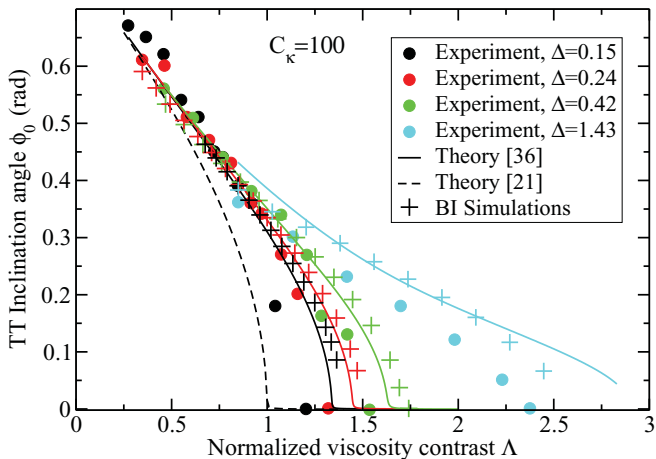 C_κ=100
Experiment, Δ=0.15
Experiment, Δ=0.24
Experiment, Δ=0.42
Experiment, Δ=1.43
Theory [36]
Theory [21]
BI Simulations
TT Inclination angle ϕ_0 (rad)
0.6
0.5
0.4
0.3
0.2
0.1
0
0 0.5 1 1.5 2 2.5 3
Normalized viscosity contrast Λ